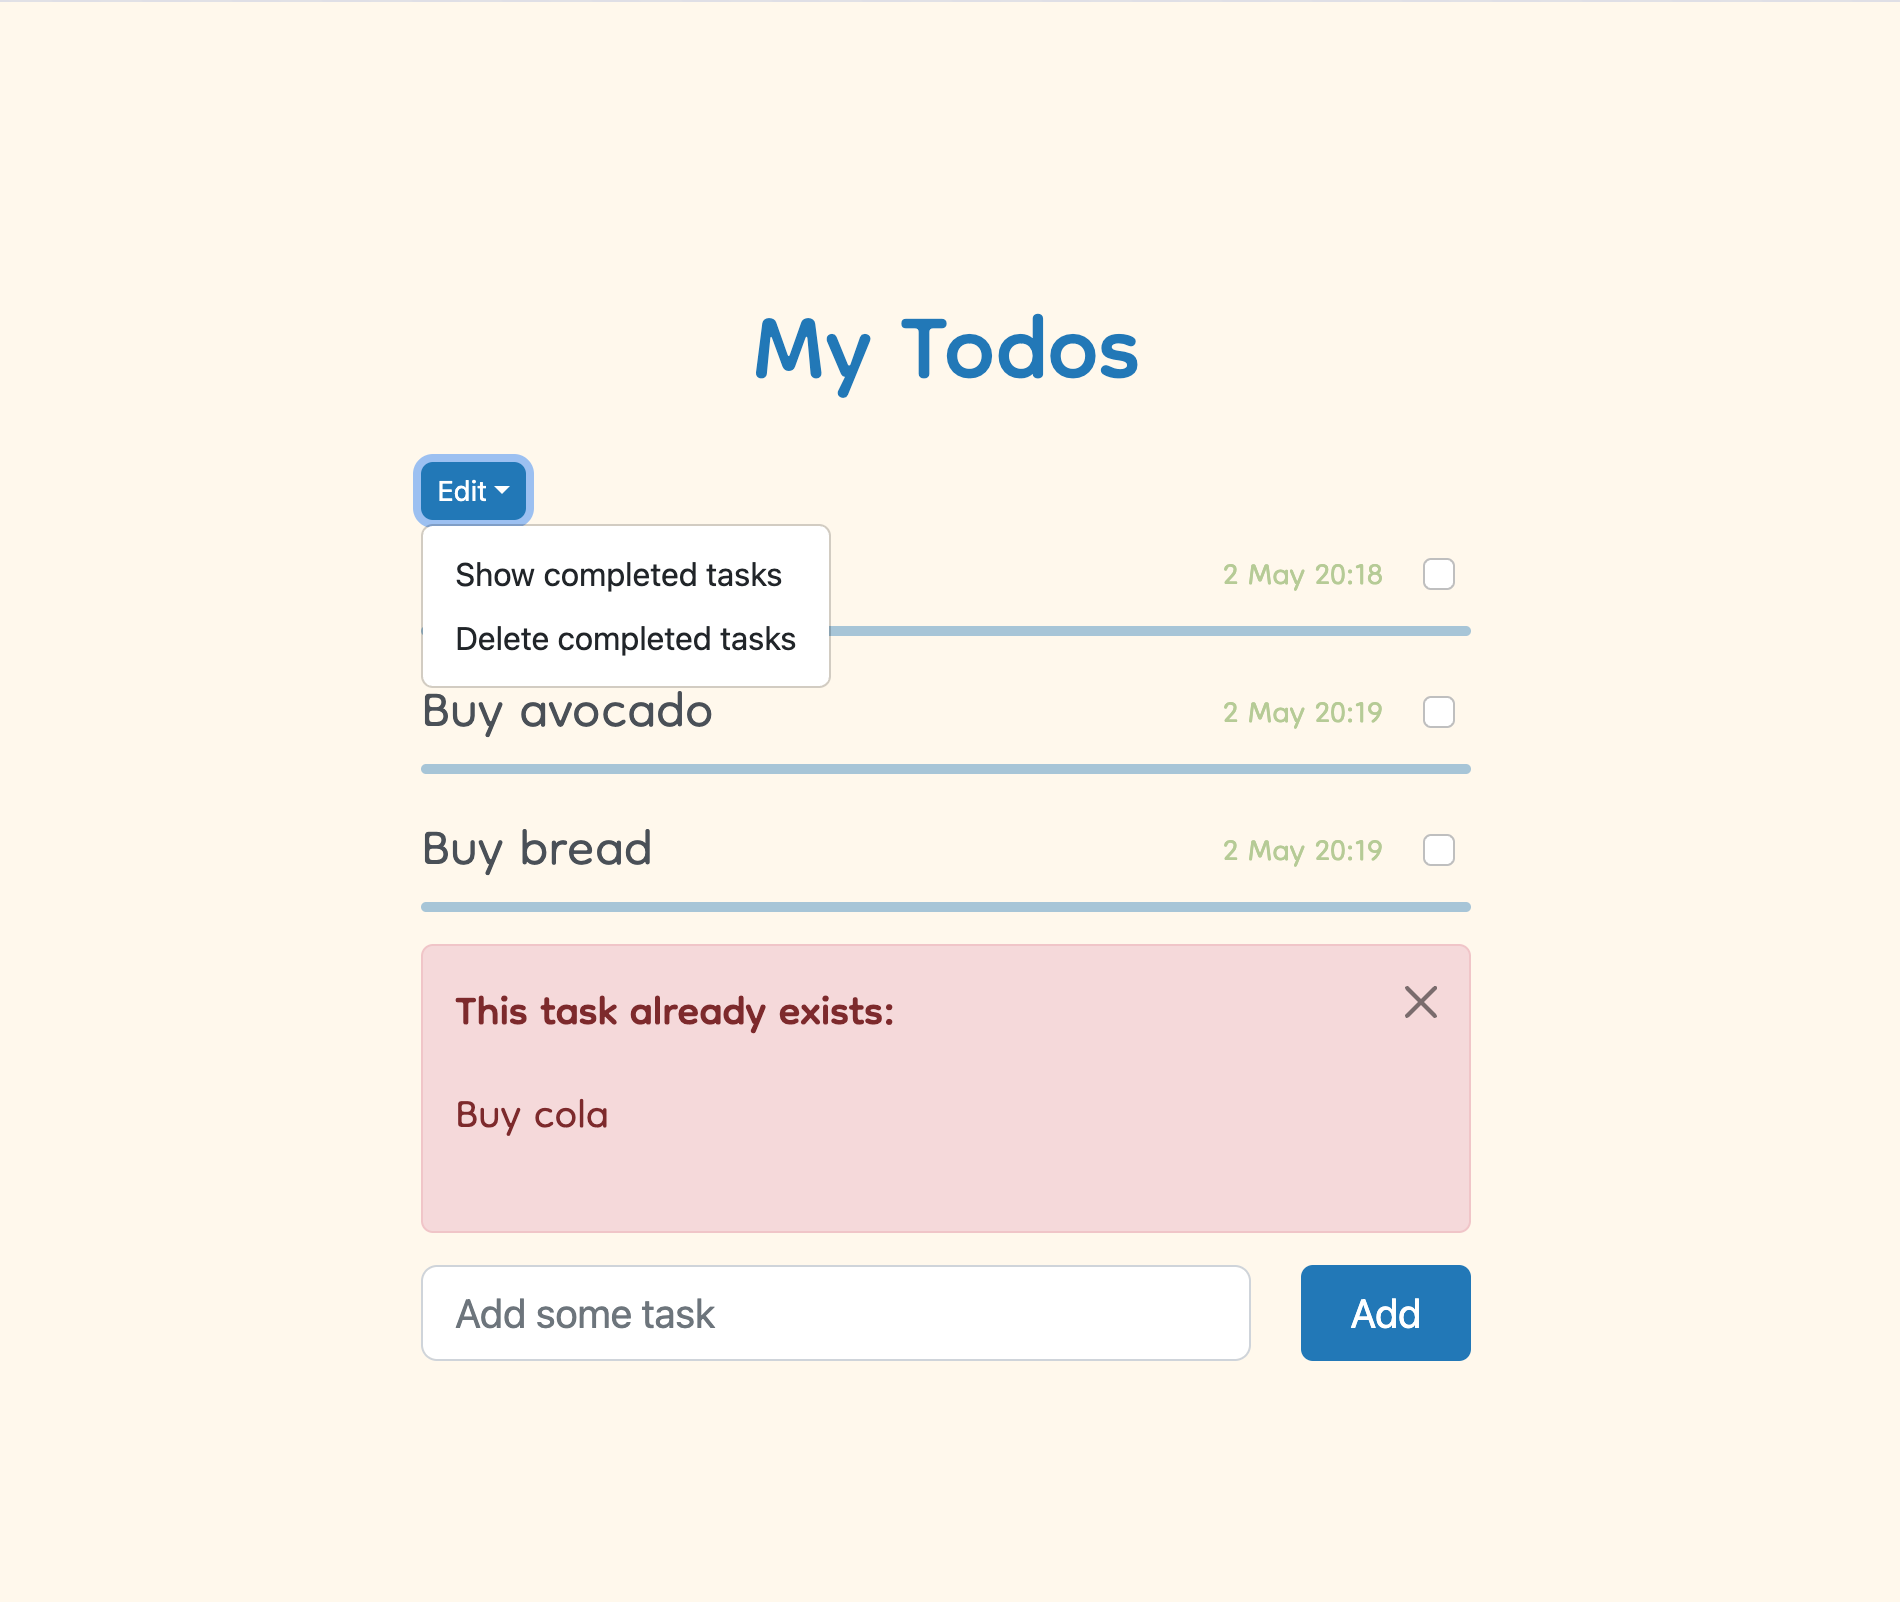 My Todos
Edit
Show completed tasks
2 May 20:18
Delete completed tasks
Buy avocado
2 May 20:19
Buy bread
2 May 20:19
This task already exists:
Buy cola
Add some task
Add